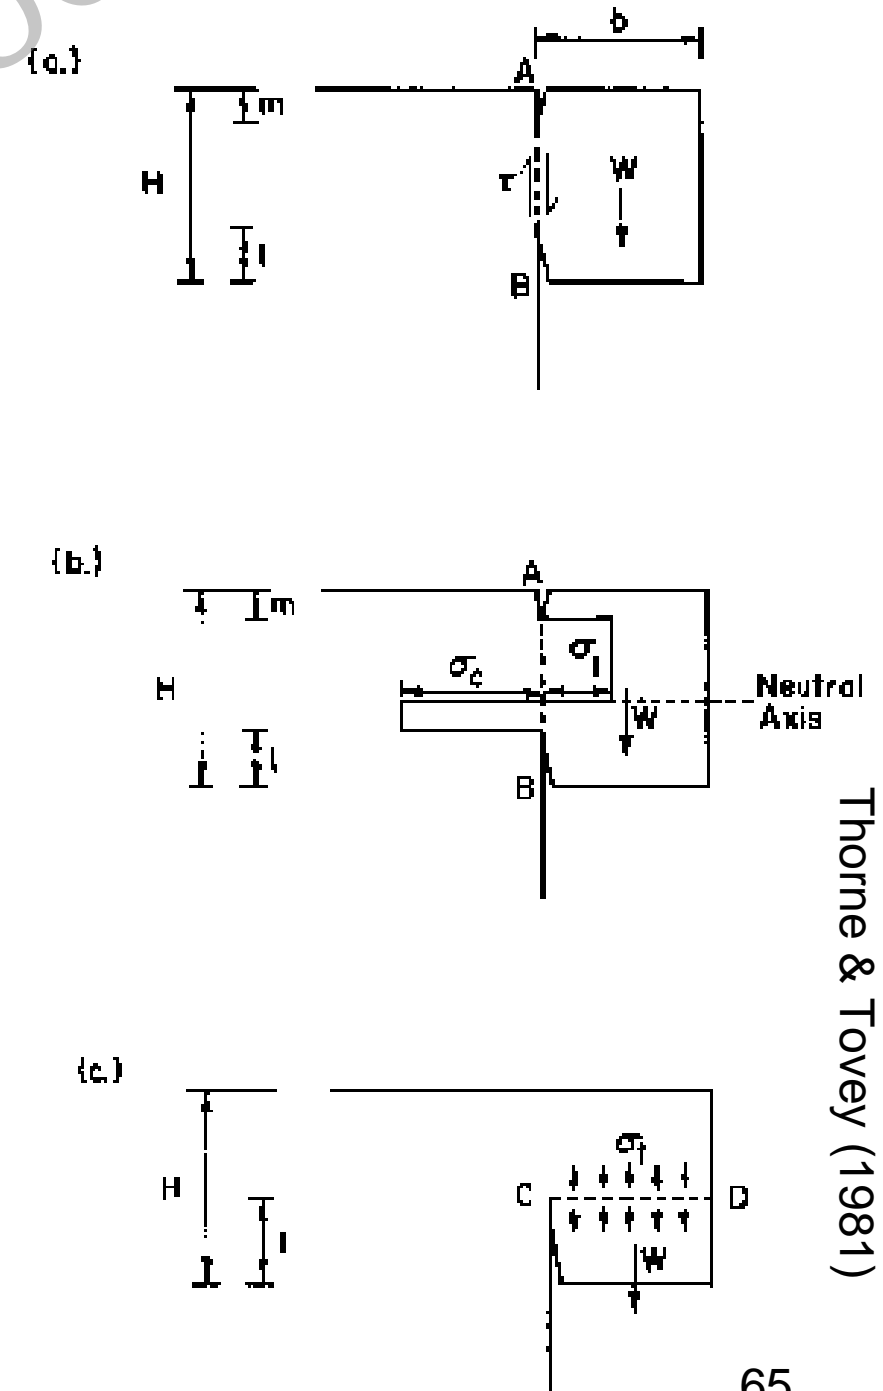 (a.)
b
A
m
H
τ
W
l
B
(b.)
A
m
σt
σc
H
Neutral
Axis
W
l
B
(c.)
σt
H
C
D
l
W
Thorne & Tovey (1981)
65